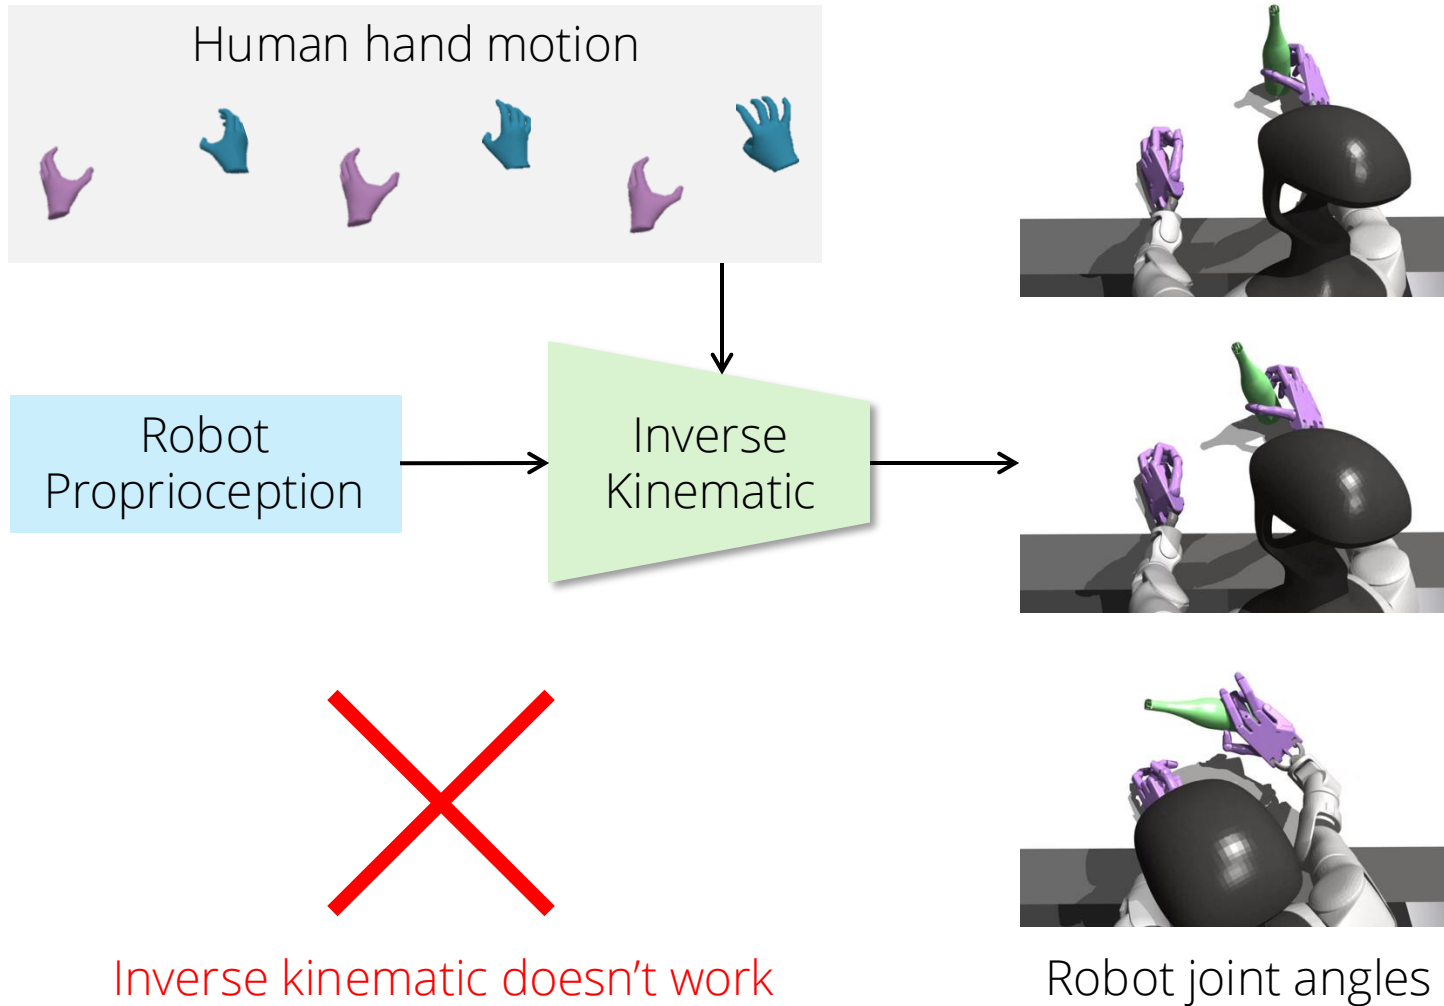 Human hand motion
Robot
Proprioception
Inverse
Kinematic
Inverse kinematic doesn’t work
Robot joint angles